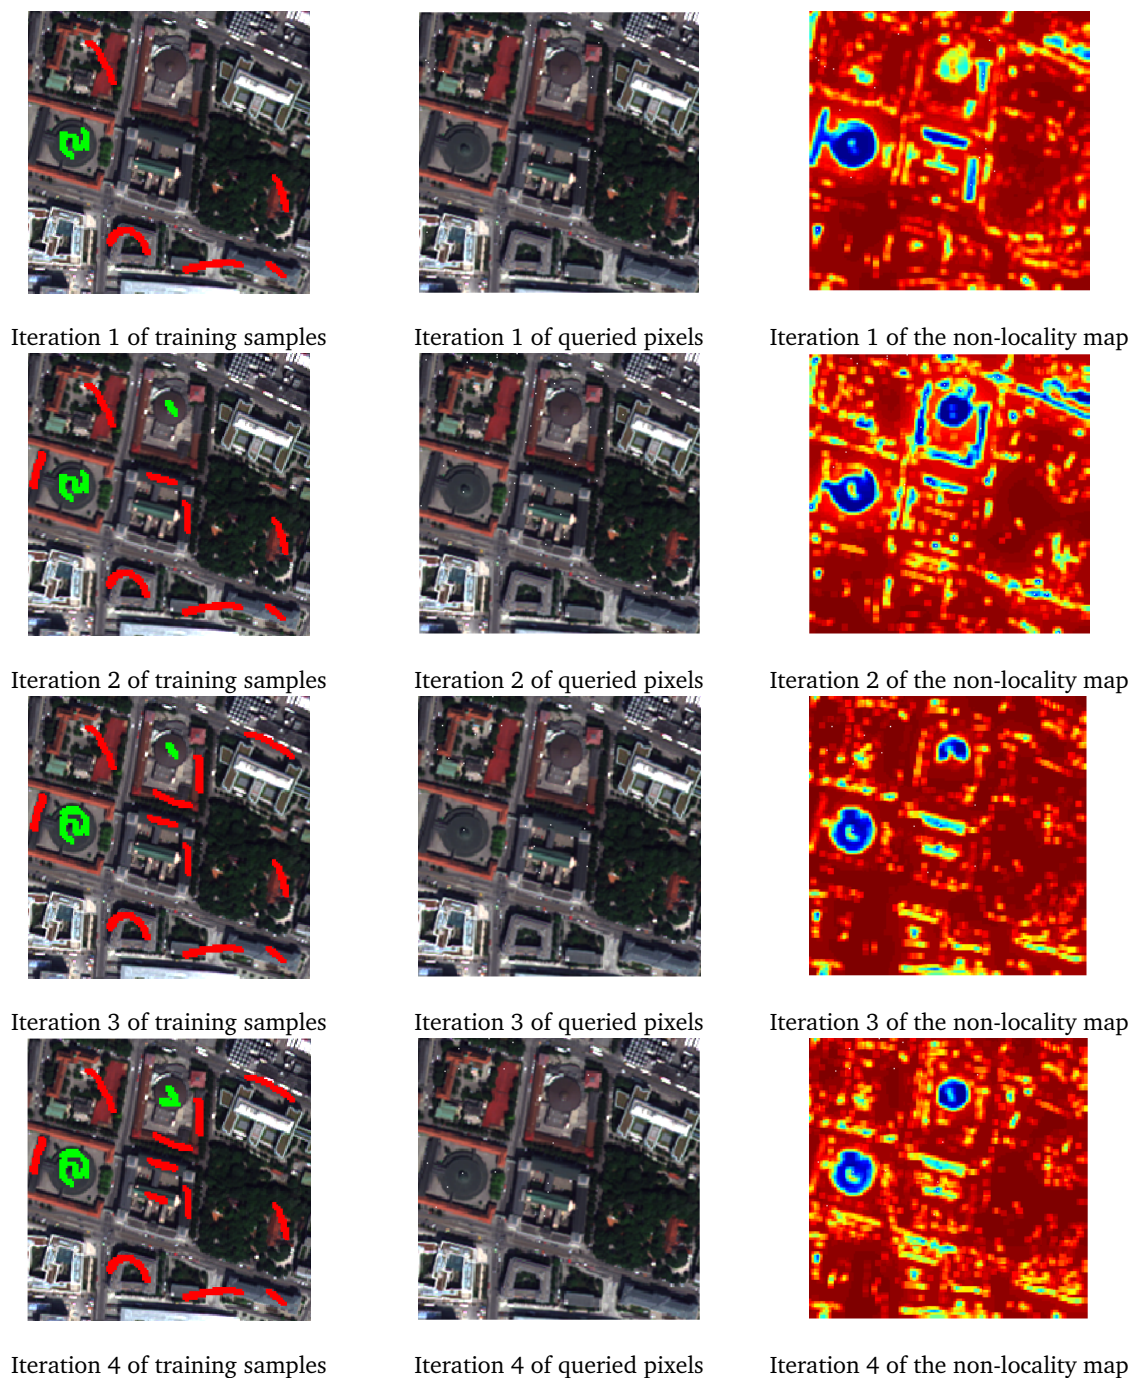 Iteration 1 of training samples
Iteration 1 of queried pixels
Iteration 1 of the non-locality map
Iteration 2 of training samples
Iteration 2 of queried pixels
Iteration 2 of the non-locality map
Iteration 3 of training samples
Iteration 3 of queried pixels
Iteration 3 of the non-locality map
Iteration 4 of training samples
Iteration 4 of queried pixels
Iteration 4 of the non-locality map